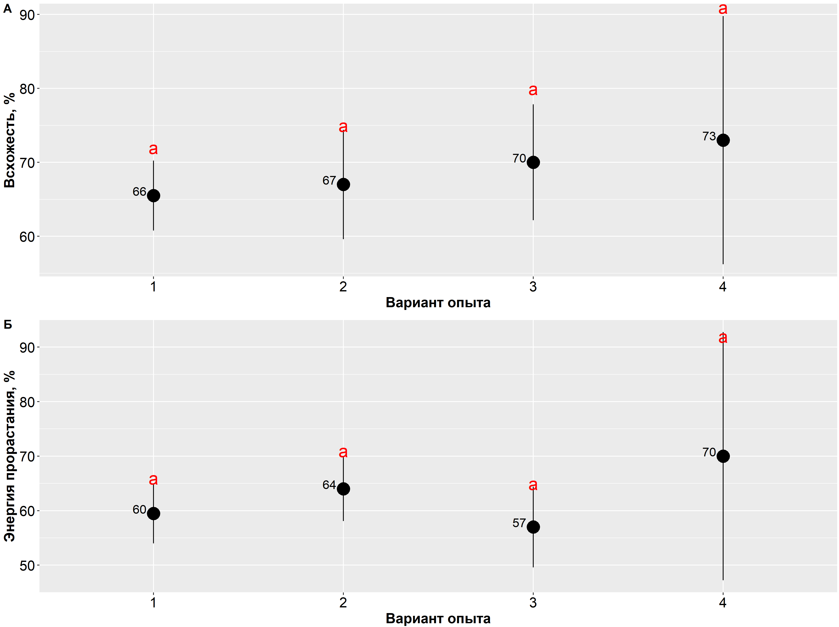 А
Всхожесть, %
90
a
80
a
a
a
70
66
67
70
73
60
1 2 3 4
Вариант опыта
Б
Энергия прорастания, %
90
a
80
70
a
a
a
60
60
64
57
70
50
1 2 3 4
Вариант опыта